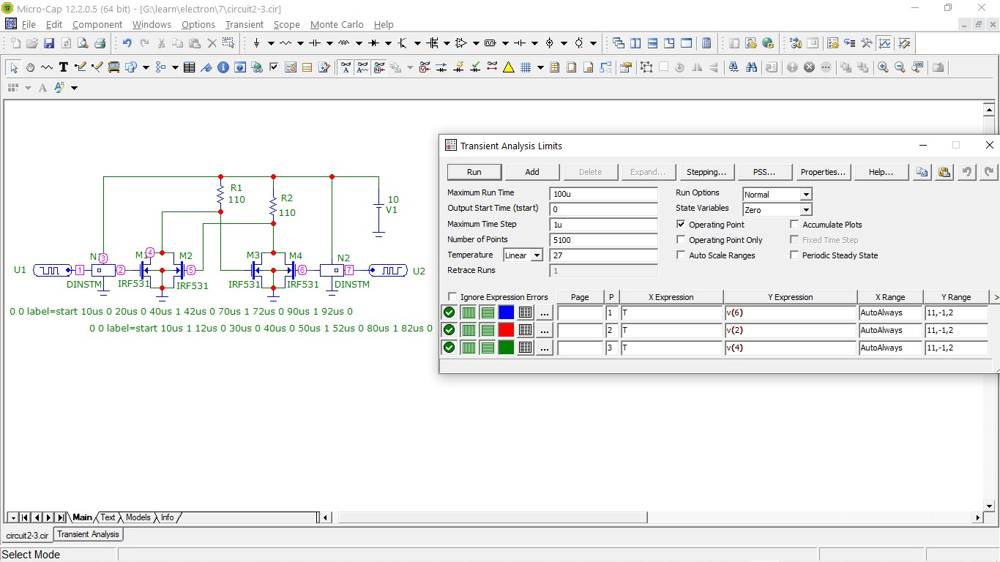 Micro-Cap 12.2.0.5 (64 bit) - [G:\learn\electron\7\circuit2-3.cir]
File Edit Component Windows Options Transient Scope Monte Carlo Help
Transient Analysis Limits
Run Add Delete Expand... Stepping... PSS... Properties... Help...
Maximum Run Time 100u Run Options Normal
Output Start Time (tstart) 0 State Variables Zero
Maximum Time Step 1u Operating Point Accumulate Plots
Number of Points 5100 Operating Point Only Fixed Time Step
Temperature Linear 27 Auto Scale Ranges Periodic Steady State
Retrace Runs 1
Ignore Expression Errors Page P X Expression Y Expression X Range Y Range >
... 1 T v(6) AutoAlways 11,-1,2
... 2 T v(2) AutoAlways 11,-1,2
... 3 T v(4) AutoAlways 11,-1,2
R1
110
R2
110
10
V1
3 4 M2 M3 M4 N2
U1 1 2 5 6 7 U2
DINSTM IRF531 IRF531 IRF531 IRF531 DINSTM
0 0 label=start 10us 0 20us 0 40us 1 42us 0 70us 1 72us 0 90us 1 92us 0
0 0 label=start 10us 1 12us 0 30us 0 40us 0 50us 1 52us 0 80us 1 82us 0
Main Text Models Info
circuit2-3.cir Transient Analysis
Select Mode